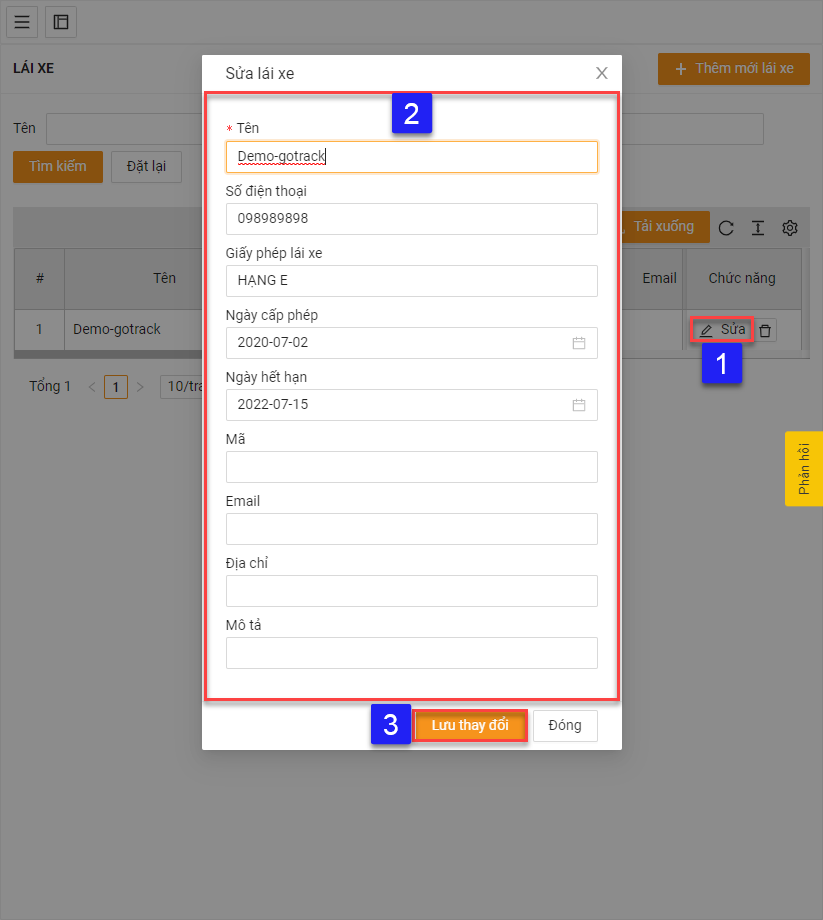 LÁI XE
Thêm mới lái xe
Tên
Tìm kiếm
Đặt lại
Tải xuống
#
Tên
Email
Chức năng
1
Demo-gotrack
Sửa
1
Tổng 1
1
Phản hồi
Sửa lái xe
2
* Tên
Demo-gotrack
Số điện thoại
098989898
Giấy phép lái xe
HẠNG E
Ngày cấp phép
2020-07-02
Ngày hết hạn
2022-07-15
Mã
Email
Địa chỉ
Mô tả
3
Lưu thay đổi
Đóng